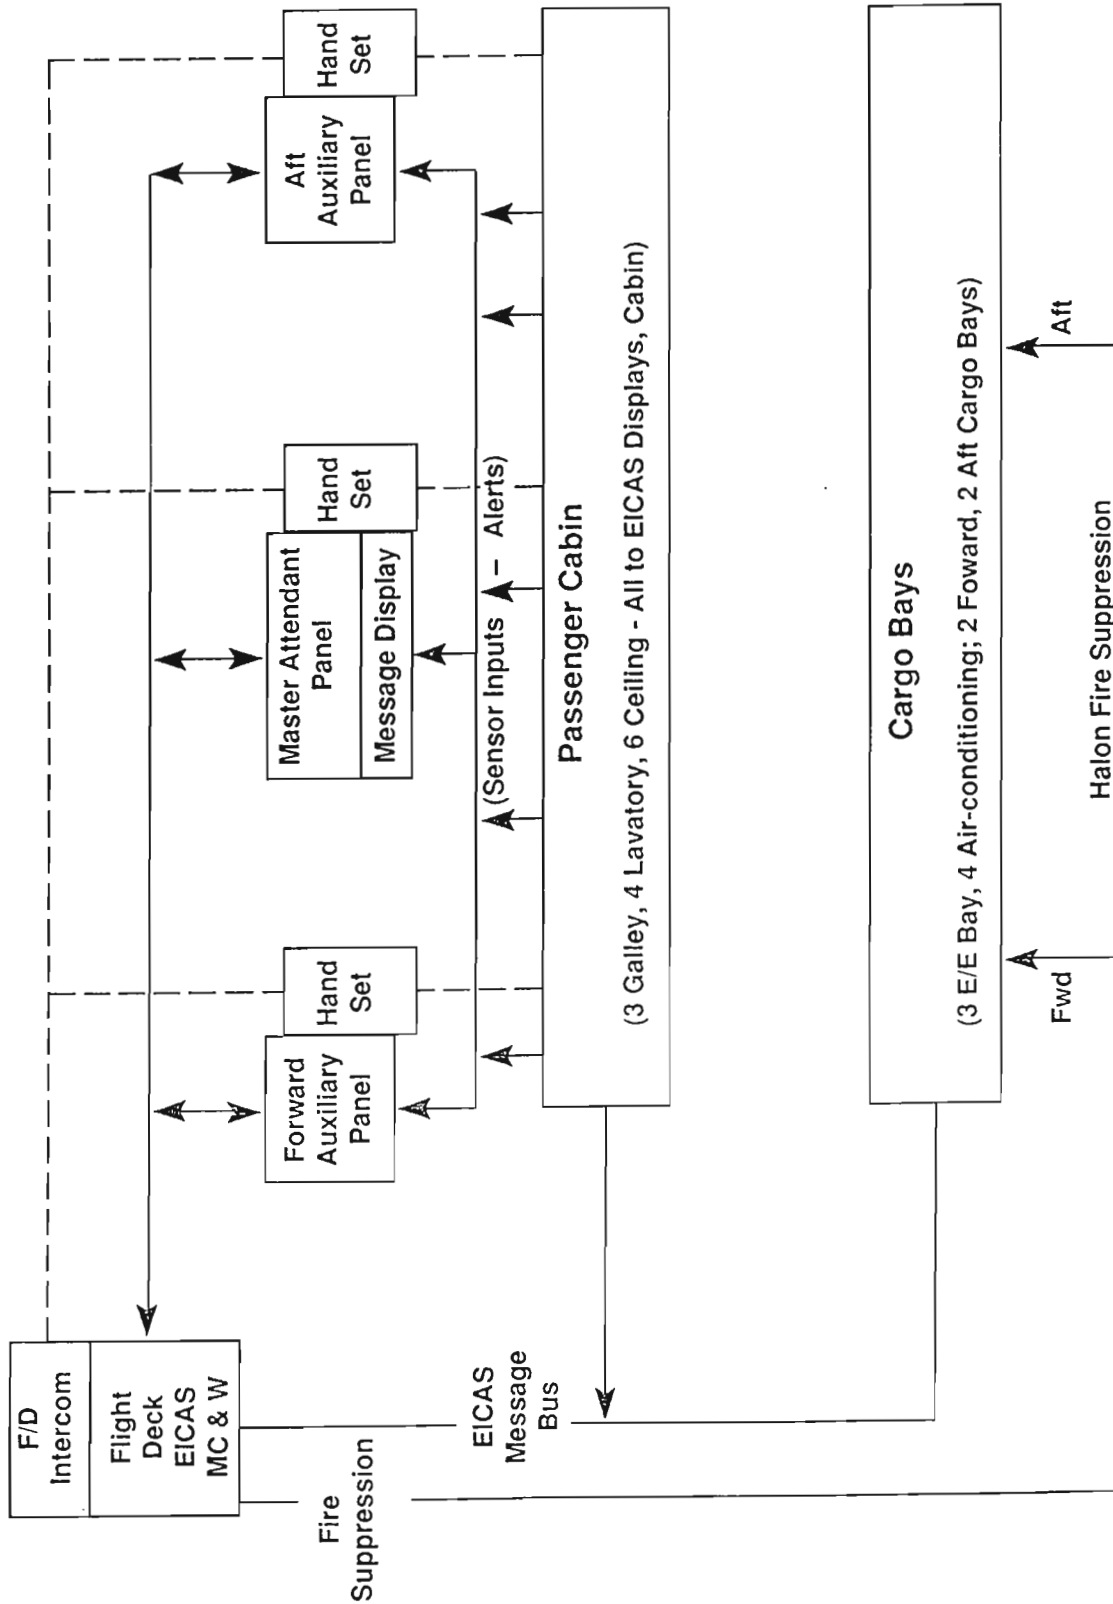 F/D
Intercom
Flight
Deck
EICAS
MC & W
Forward
Auxiliary
Panel
Hand
Set
Master Attendant
Panel
Message Display
Hand
Set
Aft
Auxiliary
Panel
Hand
Set
(Sensor Inputs – Alerts)
Fire
Suppression
EICAS
Message
Bus
Passenger Cabin
(3 Galley, 4 Lavatory, 6 Ceiling - All to EICAS Displays, Cabin)
Cargo Bays
(3 E/E Bay, 4 Air-conditioning; 2 Foward, 2 Aft Cargo Bays)
Fwd
Aft
Halon Fire Suppression